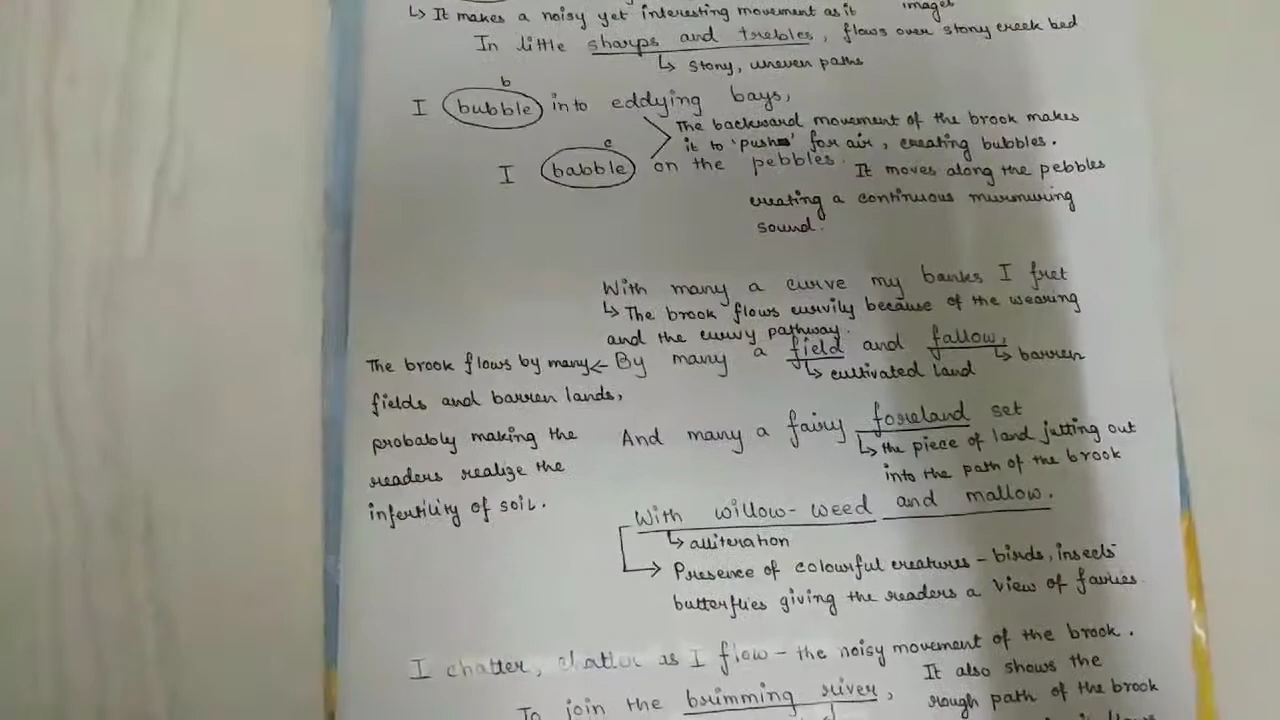 ↳ It makes a noisy yet interesting movement as it images
In little sharps and trebles, flows over stony creek bed
↳ stony, uneven paths
b
I bubble into eddying bays,
The backward movement of the brook makes
it to 'push' for air, creating bubbles.
c
I babble on the pebbles. It moves along the pebbles
creating a continuous murmuring
sound.
With many a curve my banks I fret
↳ The brook flows curvily because of the wearing
and the curvy pathway.
The brook flows by many ← By many a field and fallow,
↳ barren
↳ cultivated land
fields and barren lands,
probably making the
readers realize the
infertility of soil.
And many a fairy foreland set
↳ the piece of land jutting out
into the path of the brook
With willow-weed and mallow.
↳ alliteration
→ Presence of colourful creatures - birds, insects
butterflies giving the readers a view of fairies.
I chatter, chatter as I flow - the noisy movement of the brook.
It also shows the
To join the brimming river, rough path of the brook